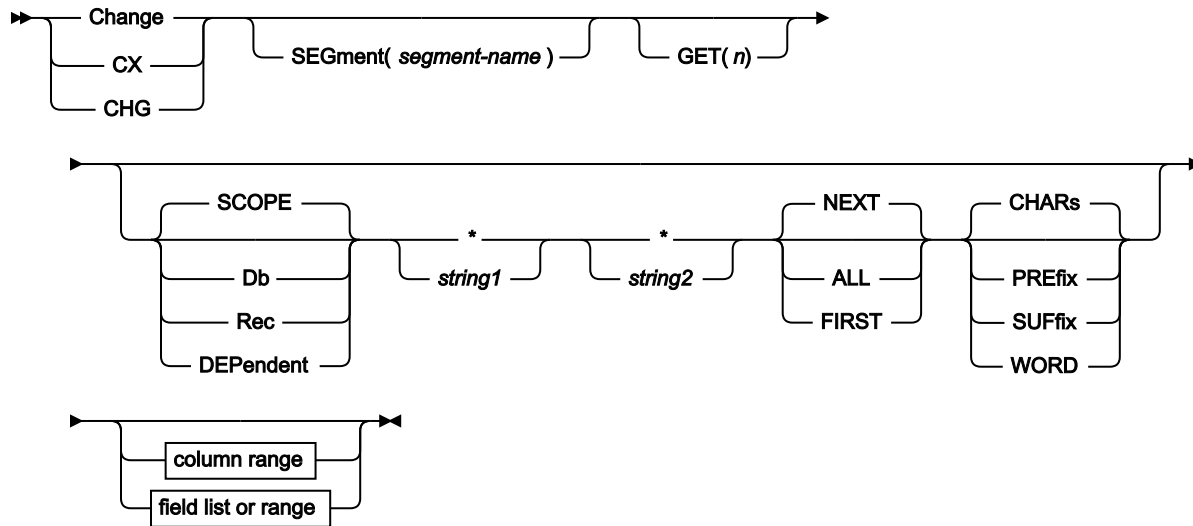 Change
CX
CHG
SEGment( segment-name )
GET( n)
SCOPE
Db
Rec
DEPendent
*
string1
*
string2
NEXT
ALL
FIRST
CHARs
PREfix
SUFfix
WORD
column range
field list or range